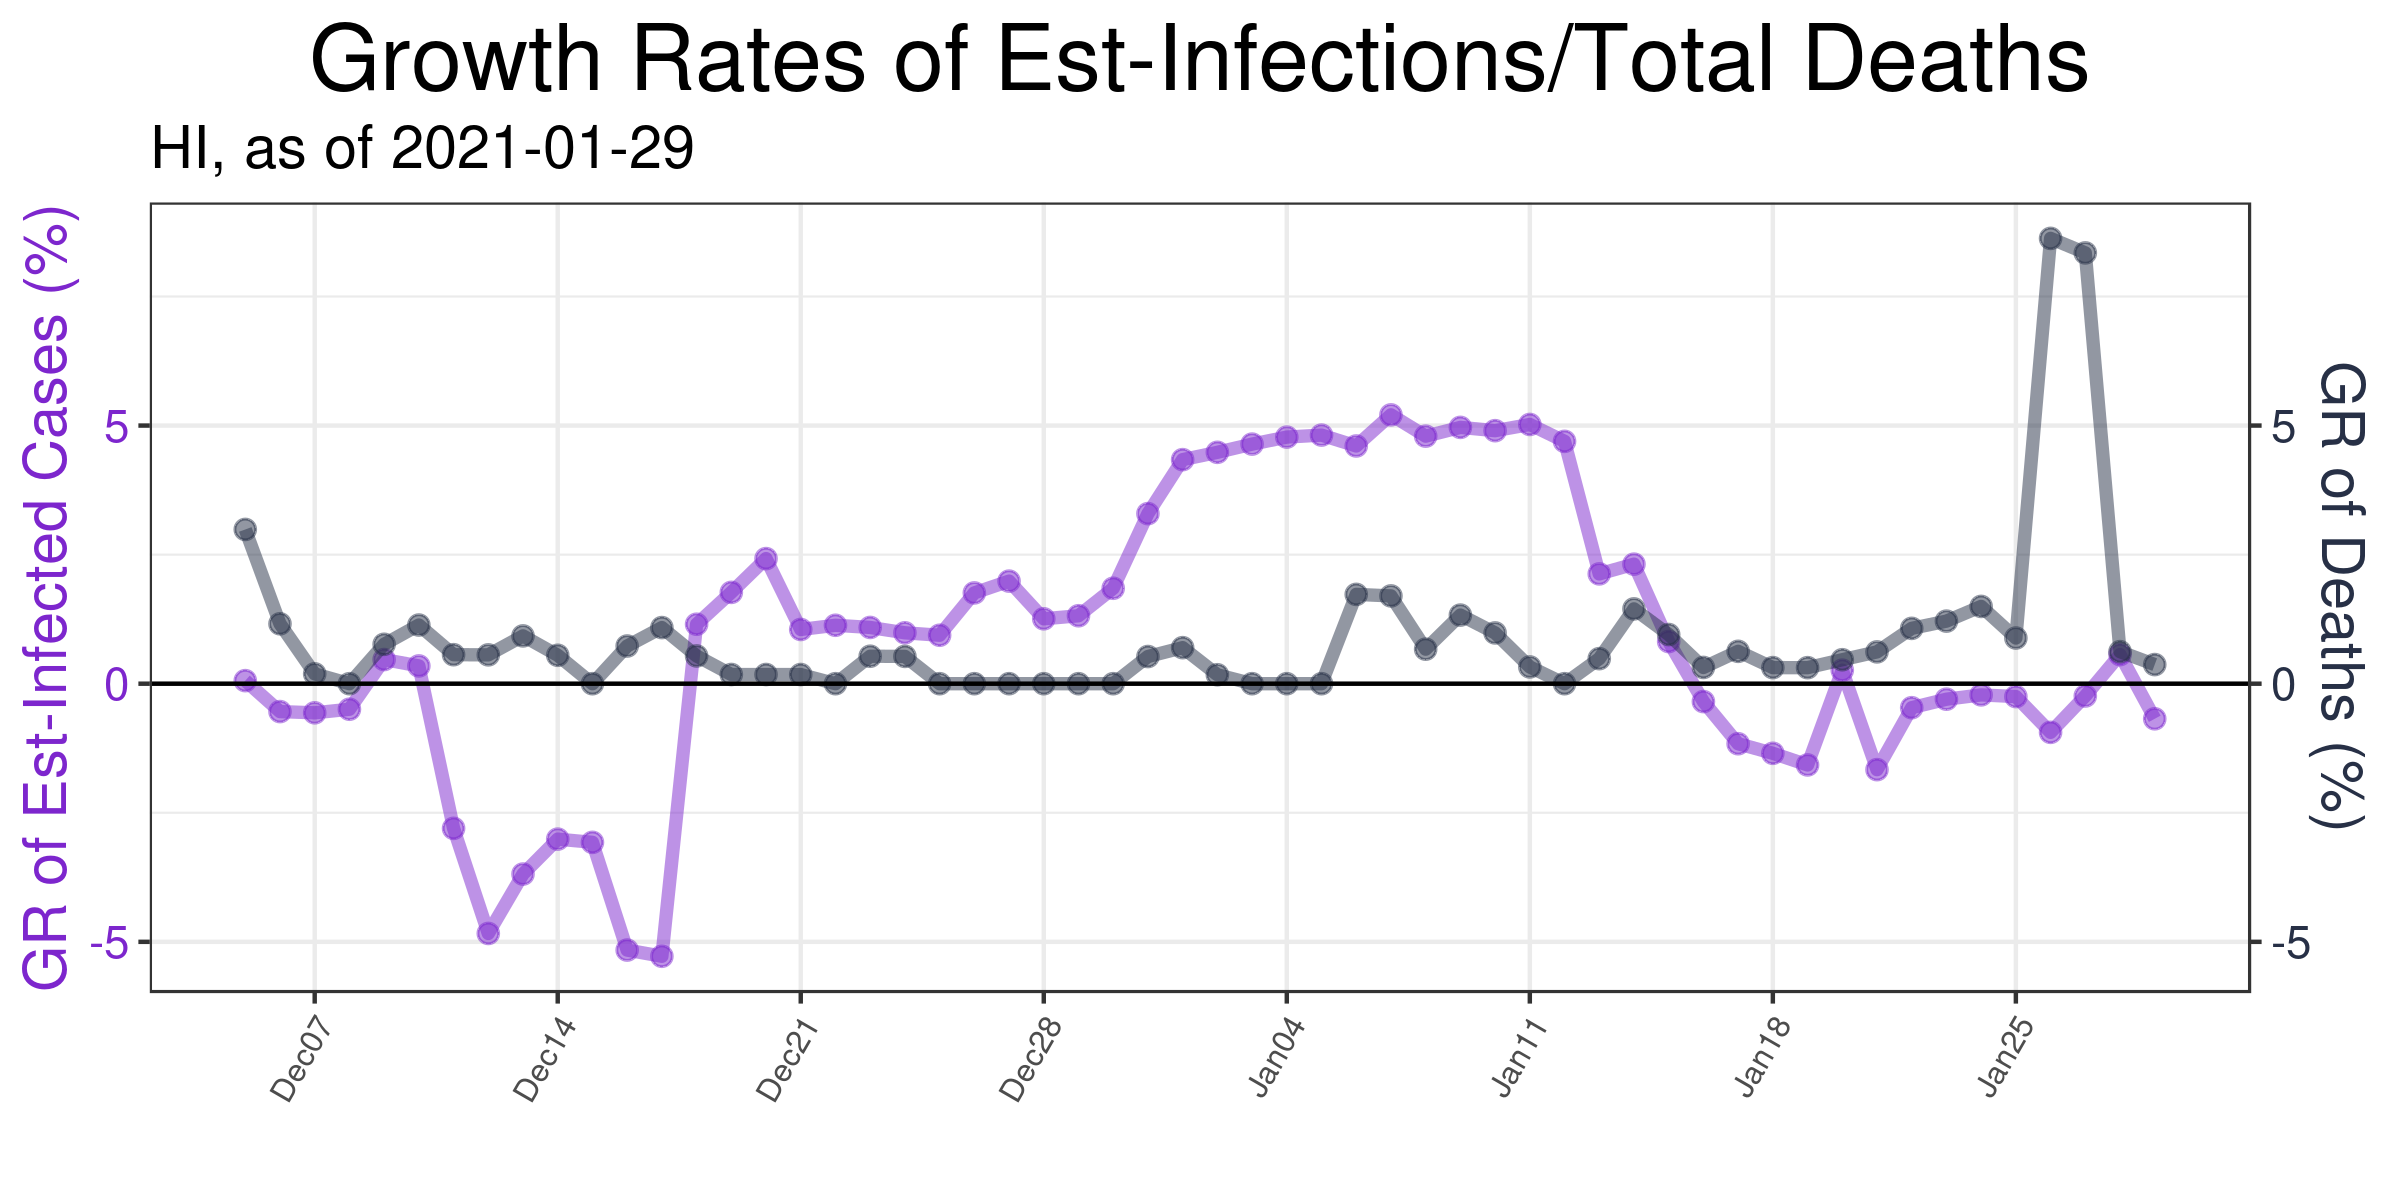 Growth Rates of Est-Infections/Total Deaths
HI, as of 2021-01-29
GR of Est-Infected Cases (%)
5
0
-5
5
0
-5
GR of Deaths (%)
Dec07
Dec14
Dec21
Dec28
Jan04
Jan11
Jan18
Jan25